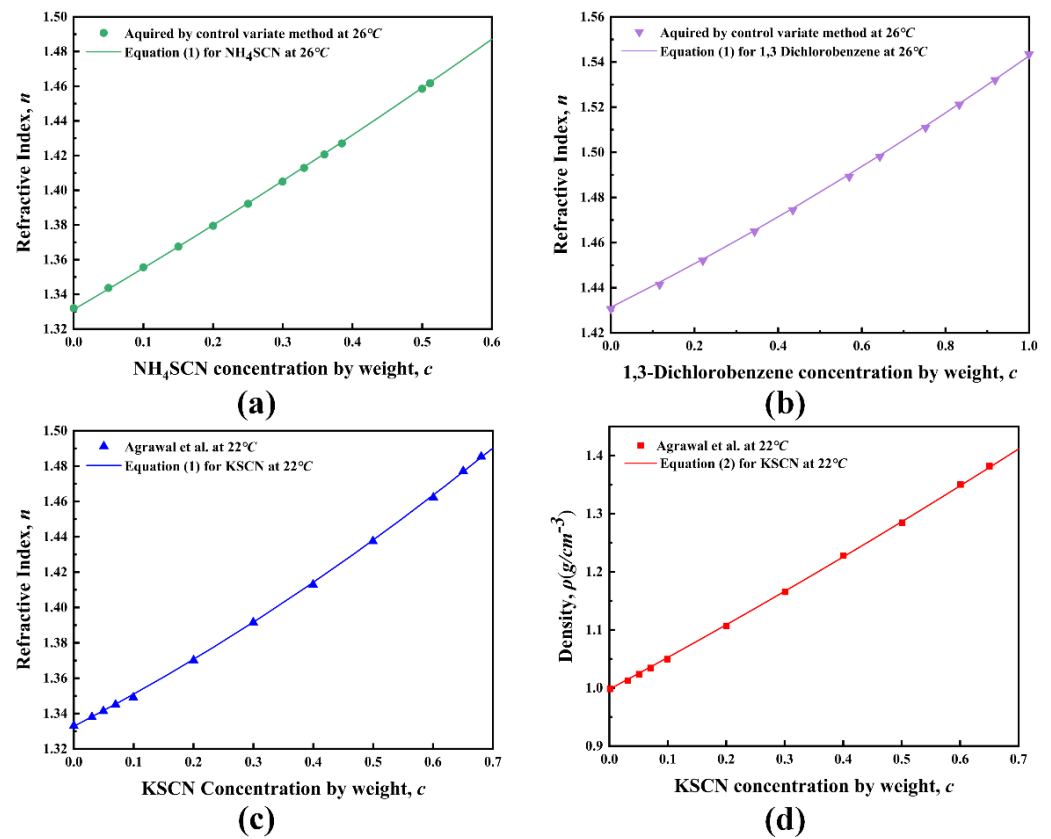 1.50
1.48
1.46
1.44
1.42
1.40
1.38
1.36
1.34
1.32
Refractive Index, n
Aquired by control variate method at 26°C
Equation (1) for NH4SCN at 26°C
0.0 0.1 0.2 0.3 0.4 0.5 0.6
NH4SCN concentration by weight, c
(a)
1.56
1.54
1.52
1.50
1.48
1.46
1.44
1.42
Refractive Index, n
Aquired by control variate method at 26°C
Equation (1) for 1,3 Dichlorobenzene at 26°C
0.0 0.2 0.4 0.6 0.8 1.0
1,3-Dichlorobenzene concentration by weight, c
(b)
1.50
1.48
1.46
1.44
1.42
1.40
1.38
1.36
1.34
1.32
Refractive Index, n
Agrawal et al. at 22°C
Equation (1) for KSCN at 22°C
0.0 0.1 0.2 0.3 0.4 0.5 0.6 0.7
KSCN Concentration by weight, c
(c)
1.4
1.3
1.2
1.1
1.0
0.9
Density, ρ(g/cm⁻³)
Agrawal et al. at 22°C
Equation (2) for KSCN at 22°C
0.0 0.1 0.2 0.3 0.4 0.5 0.6 0.7
KSCN concentration by weight, c
(d)